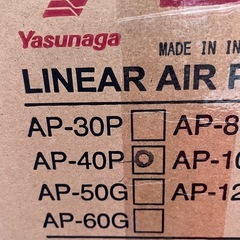 Yasunaga
MADE IN IN
LINEAR AIR P
AP-30P AP-8
AP-40P AP-10
AP-50G AP-12
AP-60G